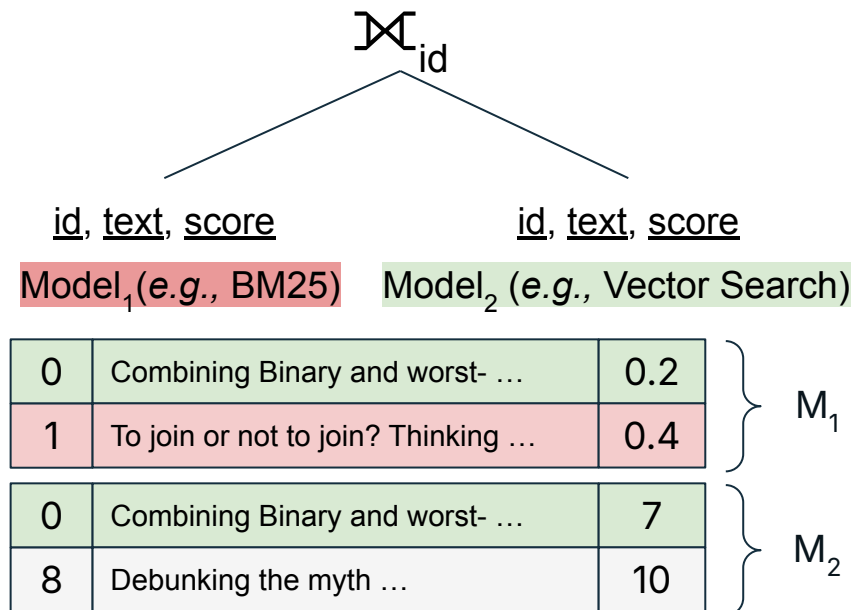 id
id, text, score
id, text, score
Model₁(e.g., BM25)
Model₂ (e.g., Vector Search)
0 Combining Binary and worst- … 0.2
1 To join or not to join? Thinking … 0.4
M₁
0 Combining Binary and worst- … 7
8 Debunking the myth … 10
M₂